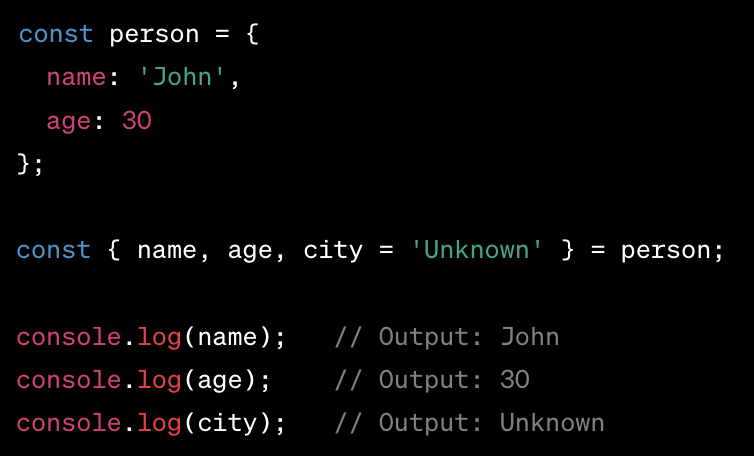 const person = {
  name: 'John',
  age: 30
};

const { name, age, city = 'Unknown' } = person;

console.log(name);   // Output: John
console.log(age);    // Output: 30
console.log(city);   // Output: Unknown